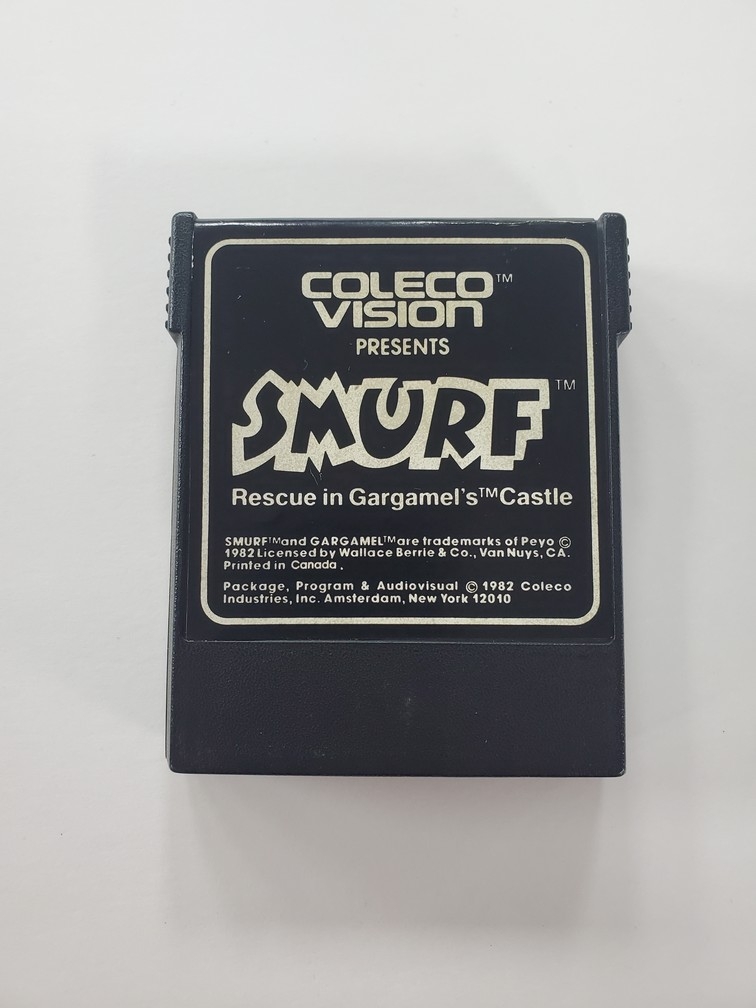 COLECO™
VISION
PRESENTS
SMURF™
Rescue in Gargamel's™Castle
SMURF™and GARGAMEL™are trademarks of Peyo ©
1982 Licensed by Wallace Berrie & Co., Van Nuys, CA.
Printed in Canada.
Package, Program & Audiovisual © 1982 Coleco
Industries, Inc. Amsterdam, New York 12010